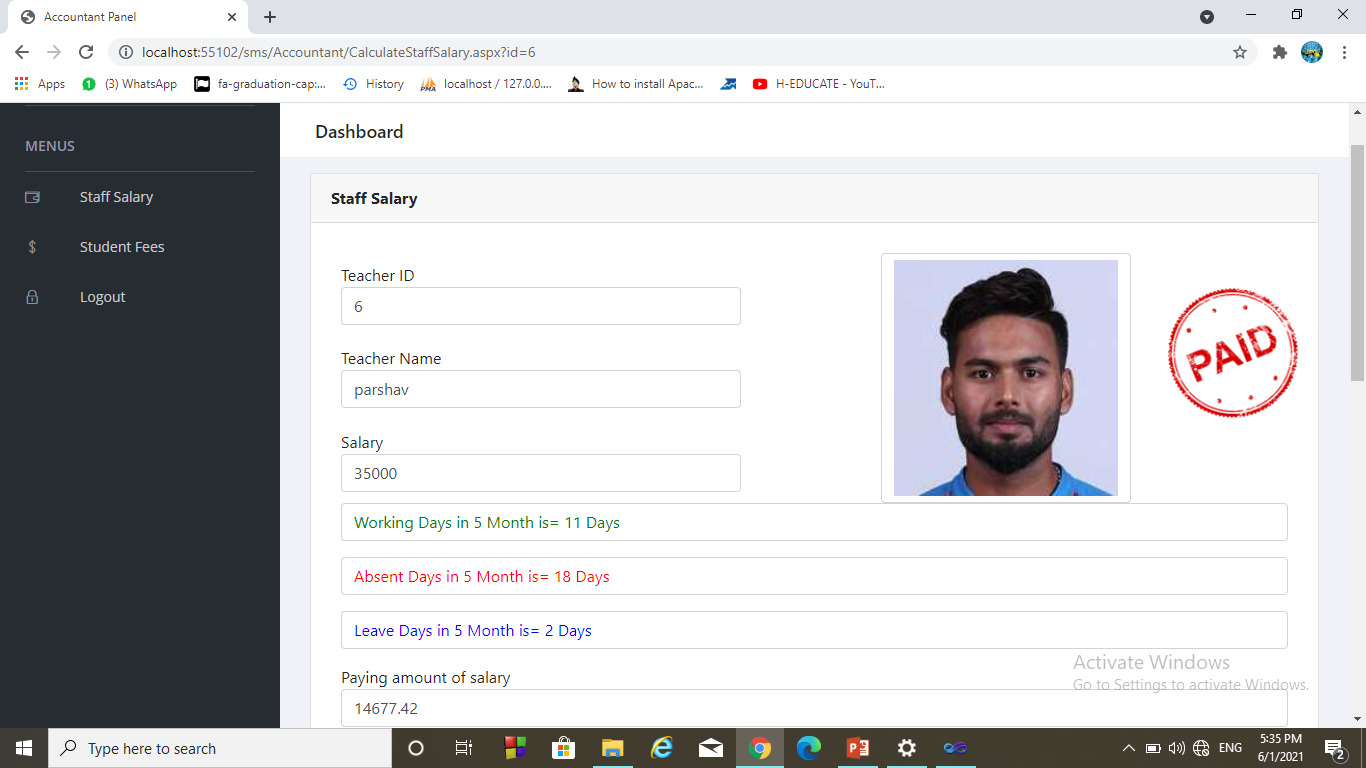 Accountant Panel
localhost:55102/sms/Accountant/CalculateStaffSalary.aspx?id=6
Apps
1
(3) WhatsApp
fa-graduation-cap:...
History
PMA
localhost / 127.0.0....
How to install Apac...
H-EDUCATE - YouT...
MENUS
Staff Salary
$
Student Fees
Logout
Dashboard
Staff Salary
Teacher ID
6
Teacher Name
parshav
Salary
35000
PAID
Working Days in 5 Month is= 11 Days
Absent Days in 5 Month is= 18 Days
Leave Days in 5 Month is= 2 Days
Paying amount of salary
14677.42
Activate Windows
Go to Settings to activate Windows.
Type here to search
ENG
5:35 PM
6/1/2021
2